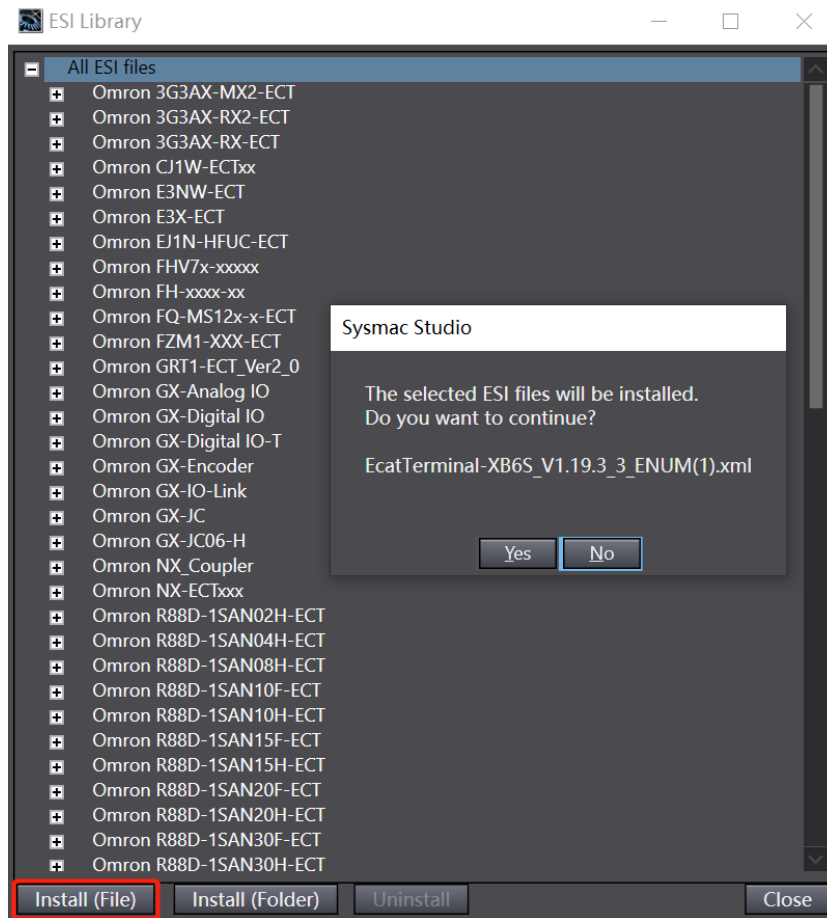 ESI Library
All ESI files
Omron 3G3AX-MX2-ECT
Omron 3G3AX-RX2-ECT
Omron 3G3AX-RX-ECT
Omron CJ1W-ECTxx
Omron E3NW-ECT
Omron E3X-ECT
Omron EJ1N-HFUC-ECT
Omron FHV7x-xxxxx
Omron FH-xxxx-xx
Omron FQ-MS12x-x-ECT
Omron FZM1-XXX-ECT
Omron GRT1-ECT_Ver2_0
Omron GX-Analog IO
Omron GX-Digital IO
Omron GX-Digital IO-T
Omron GX-Encoder
Omron GX-IO-Link
Omron GX-JC
Omron GX-JC06-H
Omron NX_Coupler
Omron NX-ECTxxx
Omron R88D-1SAN02H-ECT
Omron R88D-1SAN04H-ECT
Omron R88D-1SAN08H-ECT
Omron R88D-1SAN10F-ECT
Omron R88D-1SAN10H-ECT
Omron R88D-1SAN15F-ECT
Omron R88D-1SAN15H-ECT
Omron R88D-1SAN20F-ECT
Omron R88D-1SAN20H-ECT
Omron R88D-1SAN30F-ECT
Omron R88D-1SAN30H-ECT
Sysmac Studio
The selected ESI files will be installed.
Do you want to continue?
EcatTerminal-XB6S_V1.19.3_3_ENUM(1).xml
Yes No
Install (File) Install (Folder) Uninstall Close